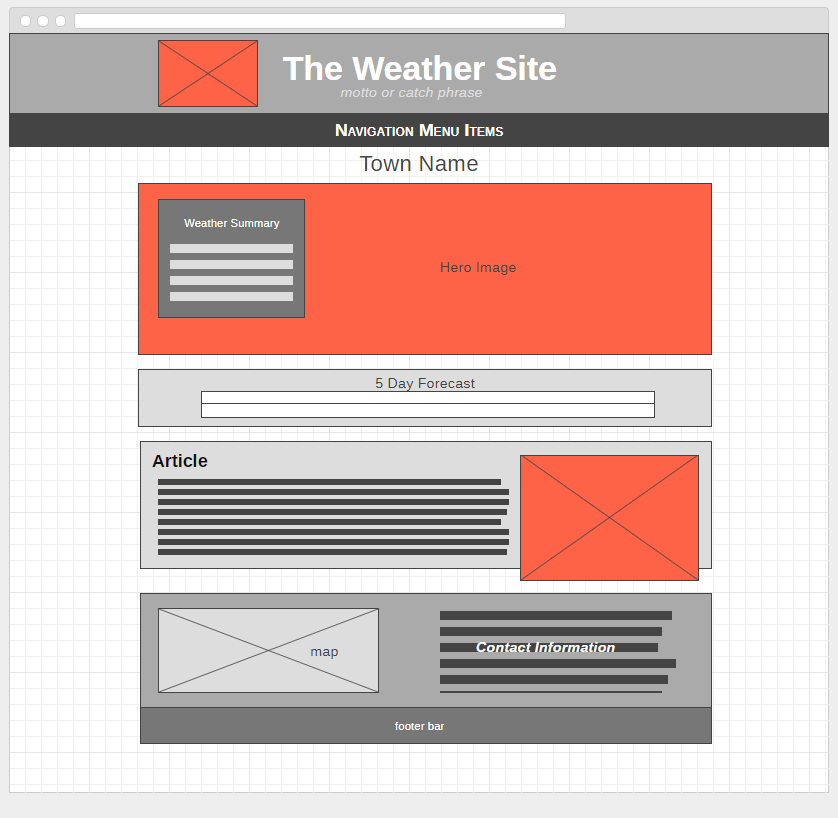 The Weather Site
motto or catch phrase
Navigation Menu Items
Town Name
Weather Summary
Hero Image
5 Day Forecast
Article
map
Contact Information
footer bar